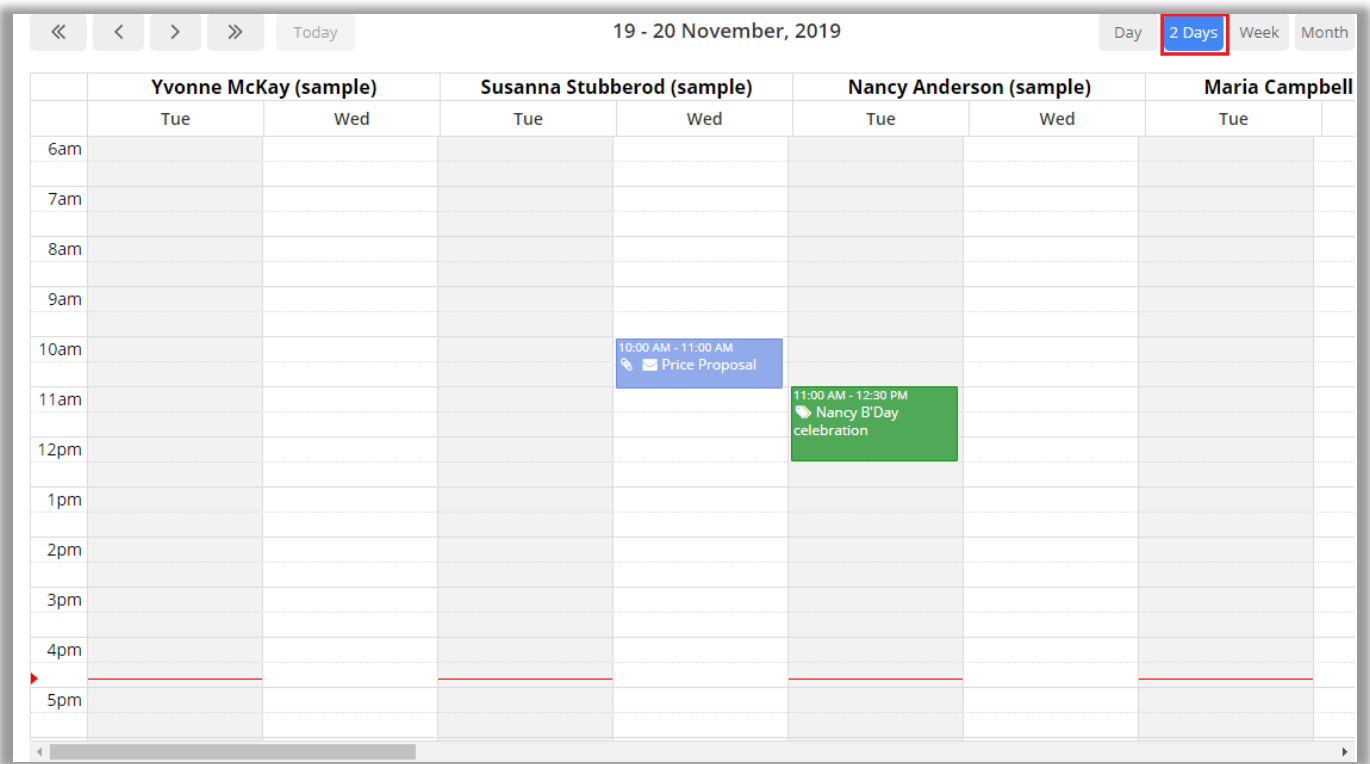 Today
19 - 20 November, 2019
Day
2 Days
Week
Month
Yvonne McKay (sample)
Susanna Stubberod (sample)
Nancy Anderson (sample)
Maria Campbell
Tue
Wed
Tue
Wed
Tue
Wed
Tue
6am
7am
8am
9am
10am
10:00 AM - 11:00 AM
Price Proposal
11am
11:00 AM - 12:30 PM
Nancy B'Day
celebration
12pm
1pm
2pm
3pm
4pm
5pm